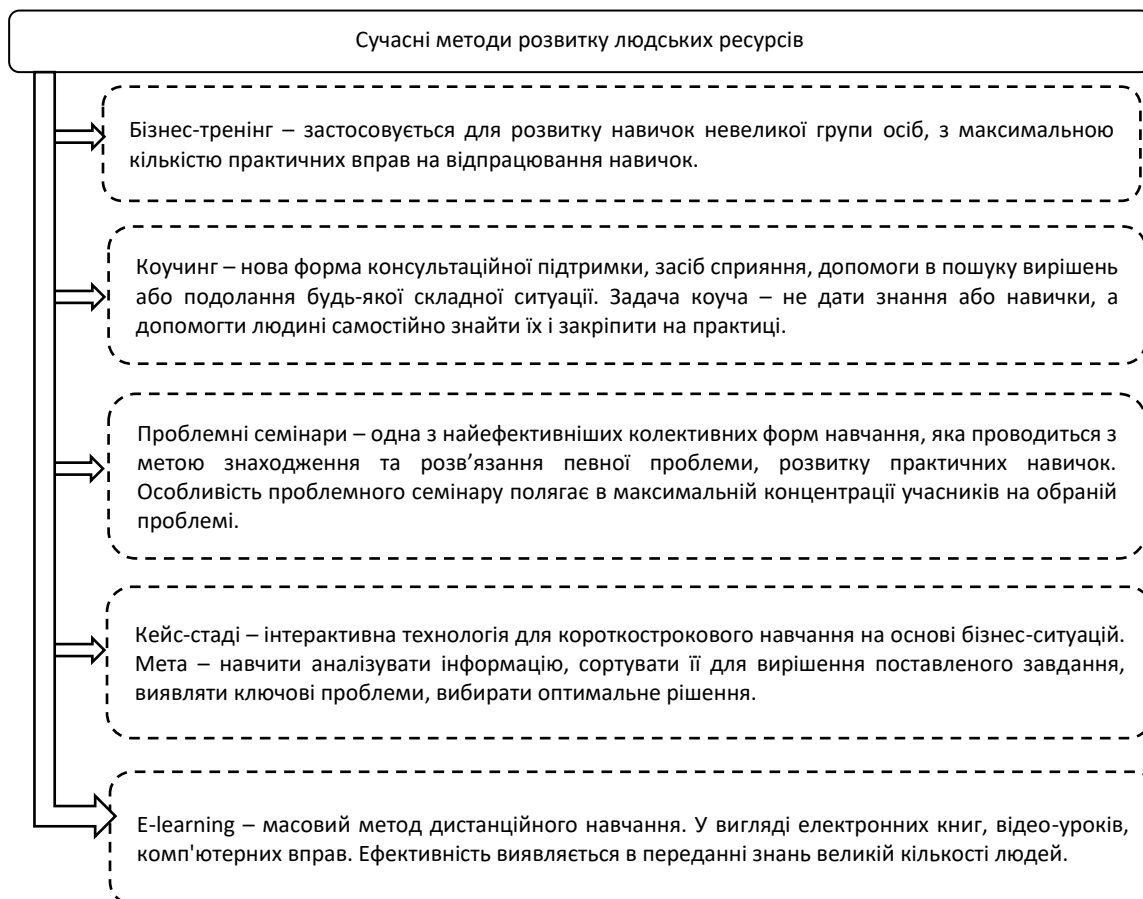 Сучасні методи розвитку людських ресурсів
Бізнес-тренінг – застосовується для розвитку навичок невеликої групи осіб, з максимальною
кількістю практичних вправ на відпрацювання навичок.
Коучинг – нова форма консультаційної підтримки, засіб сприяння, допомоги в пошуку вирішень
або подолання будь-якої складної ситуації. Задача коуча – не дати знання або навички, а
допомогти людині самостійно знайти їх і закріпити на практиці.
Проблемні семінари – одна з найефективніших колективних форм навчання, яка проводиться з
метою знаходження та розв’язання певної проблеми, розвитку практичних навичок.
Особливість проблемного семінару полягає в максимальній концентрації учасників на обраній
проблемі.
Кейс-стаді – інтерактивна технологія для короткострокового навчання на основі бізнес-ситуацій.
Мета – навчити аналізувати інформацію, сортувати її для вирішення поставленого завдання,
виявляти ключові проблеми, вибирати оптимальне рішення.
E-learning – масовий метод дистанційного навчання. У вигляді електронних книг, відео-уроків,
комп'ютерних вправ. Ефективність виявляється в переданні знань великій кількості людей.